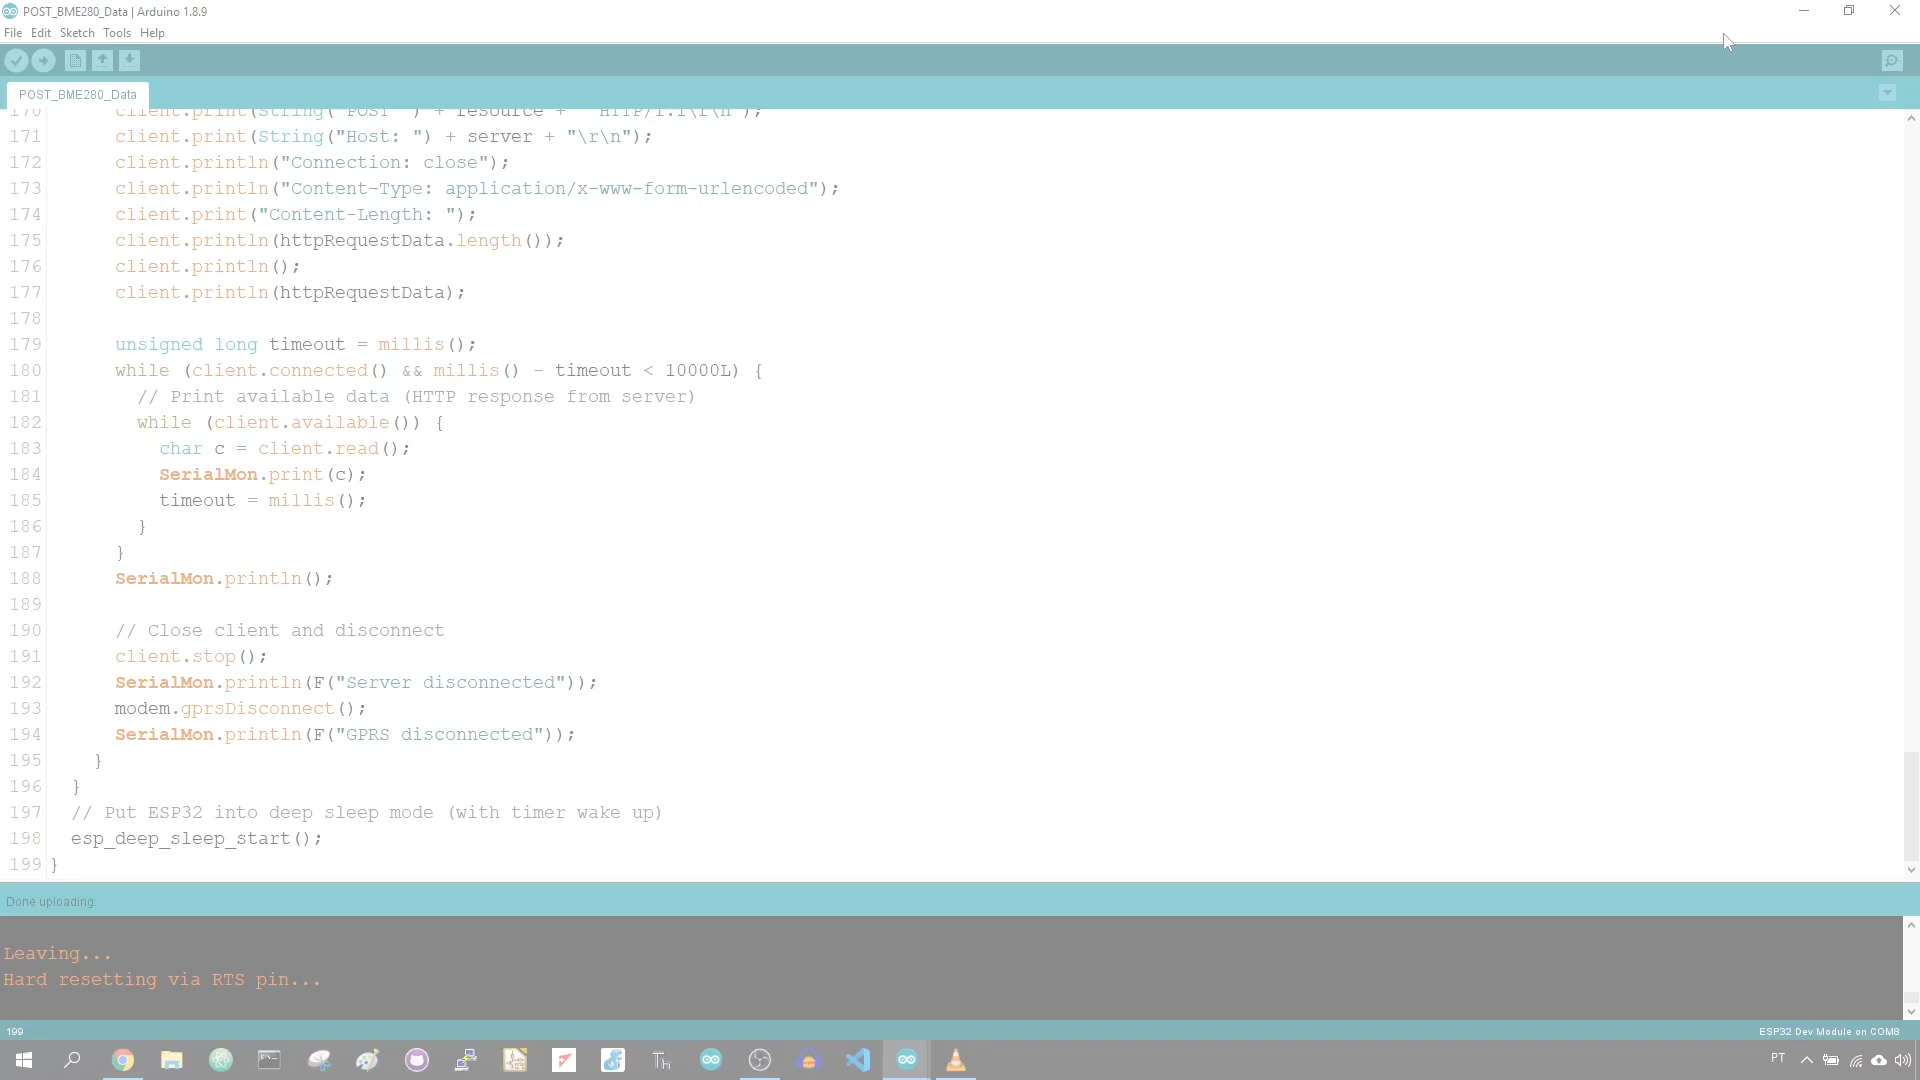 POST_BME280_Data | Arduino 1.8.9
File Edit Sketch Tools Help
POST_BME280_Data
170 client.print(String("POST ") + resource + " HTTP/1.1\r\n");
171 client.print(String("Host: ") + server + "\r\n");
172 client.println("Connection: close");
173 client.println("Content-Type: application/x-www-form-urlencoded");
174 client.print("Content-Length: ");
175 client.println(httpRequestData.length());
176 client.println();
177 client.println(httpRequestData);
178
179 unsigned long timeout = millis();
180 while (client.connected() && millis() - timeout < 10000L) {
181 // Print available data (HTTP response from server)
182 while (client.available()) {
183 char c = client.read();
184 SerialMon.print(c);
185 timeout = millis();
186 }
187 }
188 SerialMon.println();
189
190 // Close client and disconnect
191 client.stop();
192 SerialMon.println(F("Server disconnected"));
193 modem.gprsDisconnect();
194 SerialMon.println(F("GPRS disconnected"));
195 }
196 }
197 // Put ESP32 into deep sleep mode (with timer wake up)
198 esp_deep_sleep_start();
199 }
Done uploading.
Leaving...
Hard resetting via RTS pin...
199 ESP32 Dev Module on COM8
Th
PT